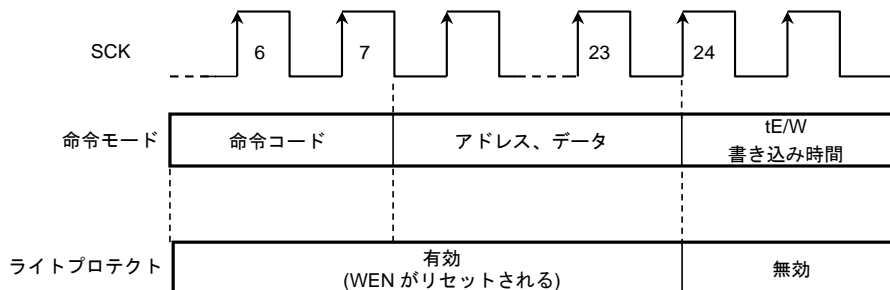 SCK
6
7
23
24
命令モード
命令コード
アドレス、データ
tE/W
書き込み時間
ライトプロテクト
有効
(WEN がリセットされる)
無効